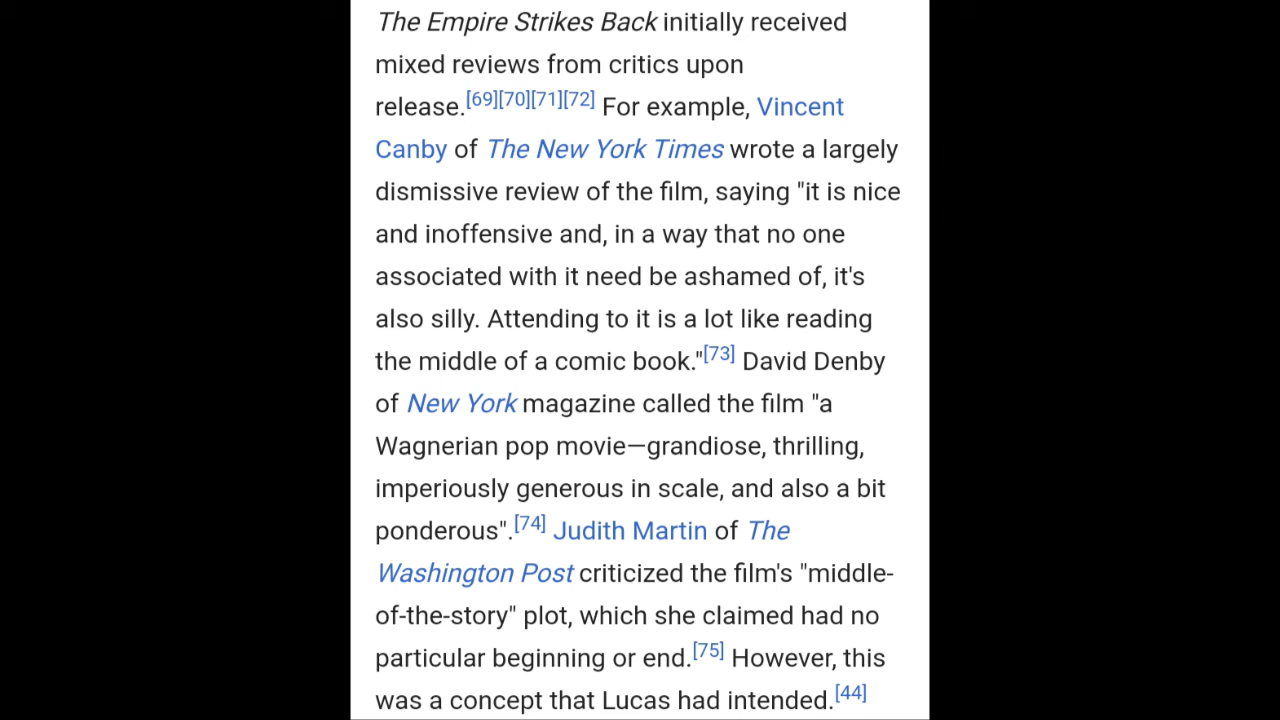 The Empire Strikes Back initially received
mixed reviews from critics upon
release.[69][70][71][72] For example, Vincent
Canby of The New York Times wrote a largely
dismissive review of the film, saying "it is nice
and inoffensive and, in a way that no one
associated with it need be ashamed of, it's
also silly. Attending to it is a lot like reading
the middle of a comic book."[73] David Denby
of New York magazine called the film "a
Wagnerian pop movie—grandiose, thrilling,
imperiously generous in scale, and also a bit
ponderous".[74] Judith Martin of The
Washington Post criticized the film's "middle-
of-the-story" plot, which she claimed had no
particular beginning or end.[75] However, this
was a concept that Lucas had intended.[44]